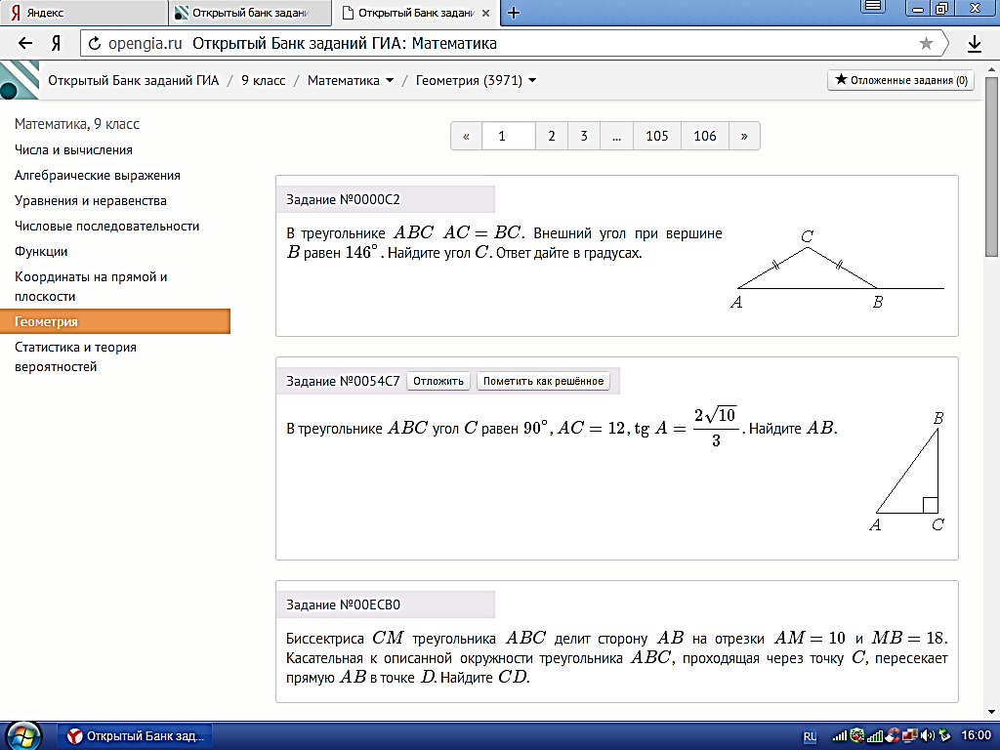 Яндекс
Открытый банк задани
Открытый Банк задани
opengia.ru Открытый Банк заданий ГИА: Математика
Открытый Банк заданий ГИА / 9 класс / Математика / Геометрия (3971)
★ Отложенные задания (0)
Математика, 9 класс
Числа и вычисления
Алгебраические выражения
Уравнения и неравенства
Числовые последовательности
Функции
Координаты на прямой и
плоскости
Геометрия
Статистика и теория
вероятностей
« 1 2 3 ... 105 106 »
Задание №0000C2
В треугольнике ABC AC = BC. Внешний угол при вершине
B равен 146°. Найдите угол C. Ответ дайте в градусах.
C
A B
Задание №0054C7 Отложить Пометить как решённое
В треугольнике ABC угол C равен 90°, AC = 12, tg A = 2√10/3. Найдите AB.
B
A C
Задание №00ECB0
Биссектриса CM треугольника ABC делит сторону AB на отрезки AM = 10 и MB = 18.
Касательная к описанной окружности треугольника ABC, проходящая через точку C, пересекает
прямую AB в точке D. Найдите CD.
Открытый Банк зад...
RU
16:00